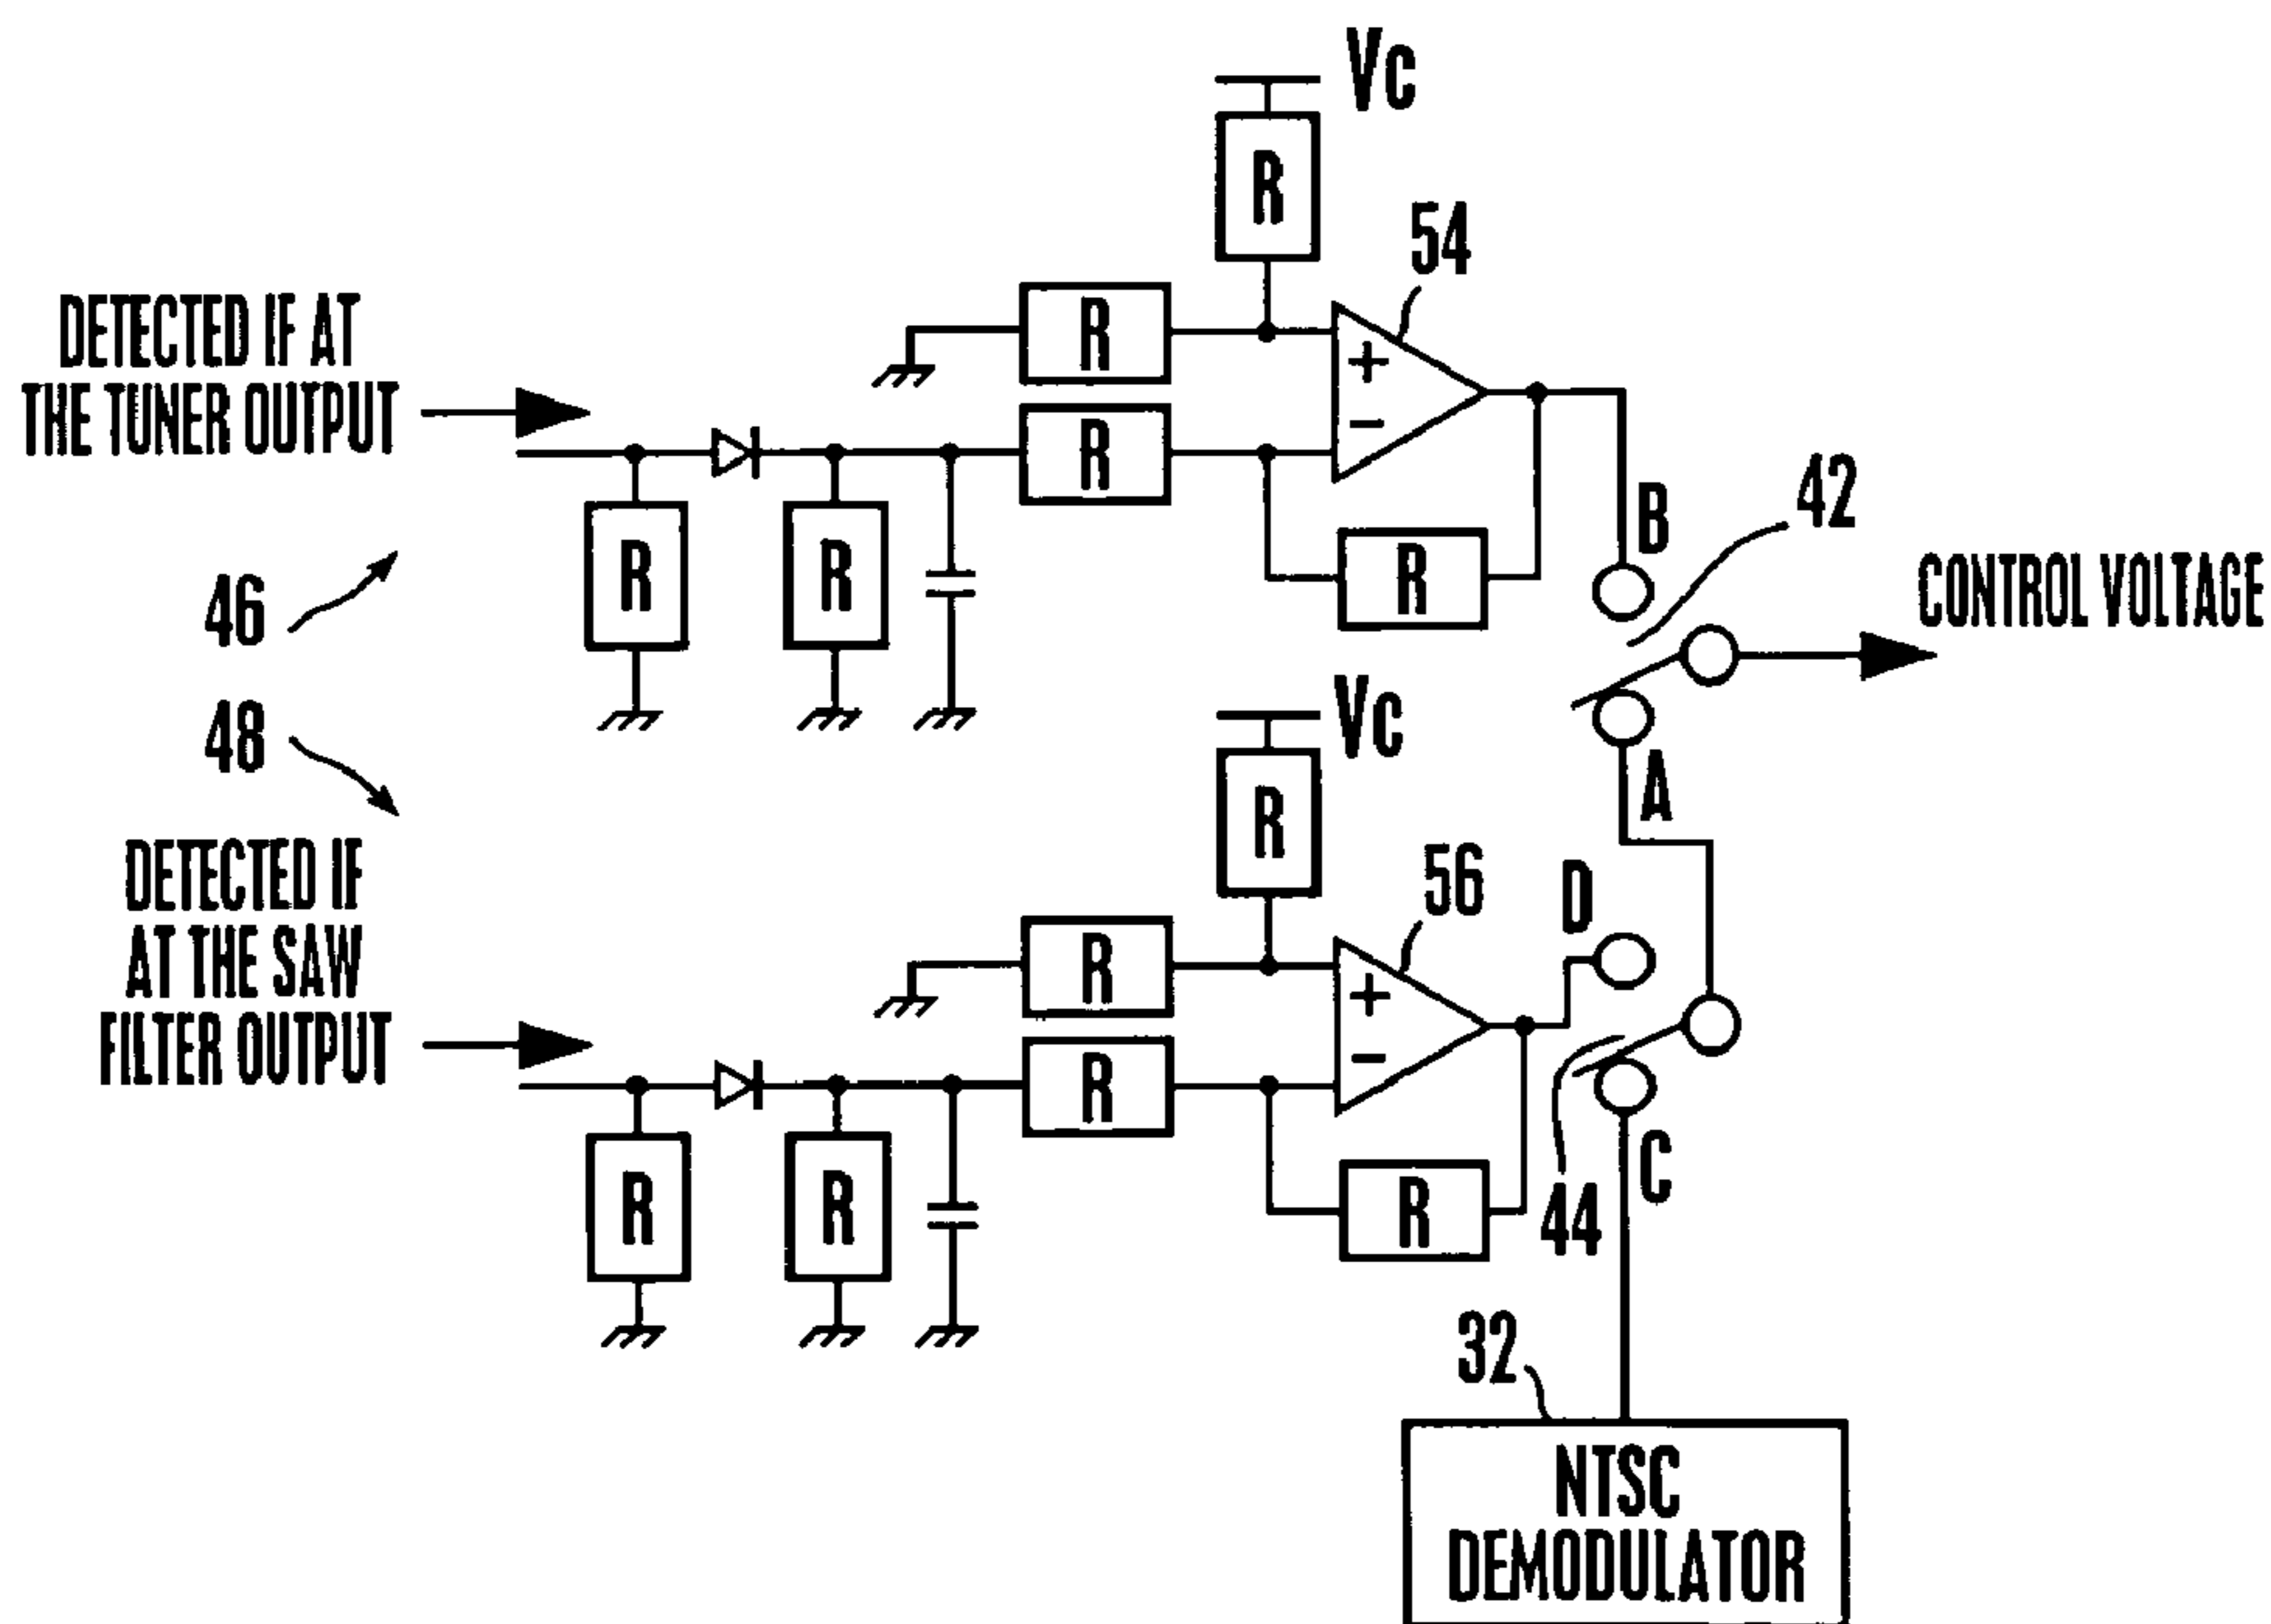 Vc
R
54
DETECTED IF AT
THE TUNER OUTPUT
R
+
R
−
B
42
R
R
R
CONTROL VOLTAGE
46
48
Vc
A
R
DETECTED IF
AT THE SAW
FILTER OUTPUT
56
D
R
+
R
−
C
R
R
R
44
32
NTSC
DEMODULATOR